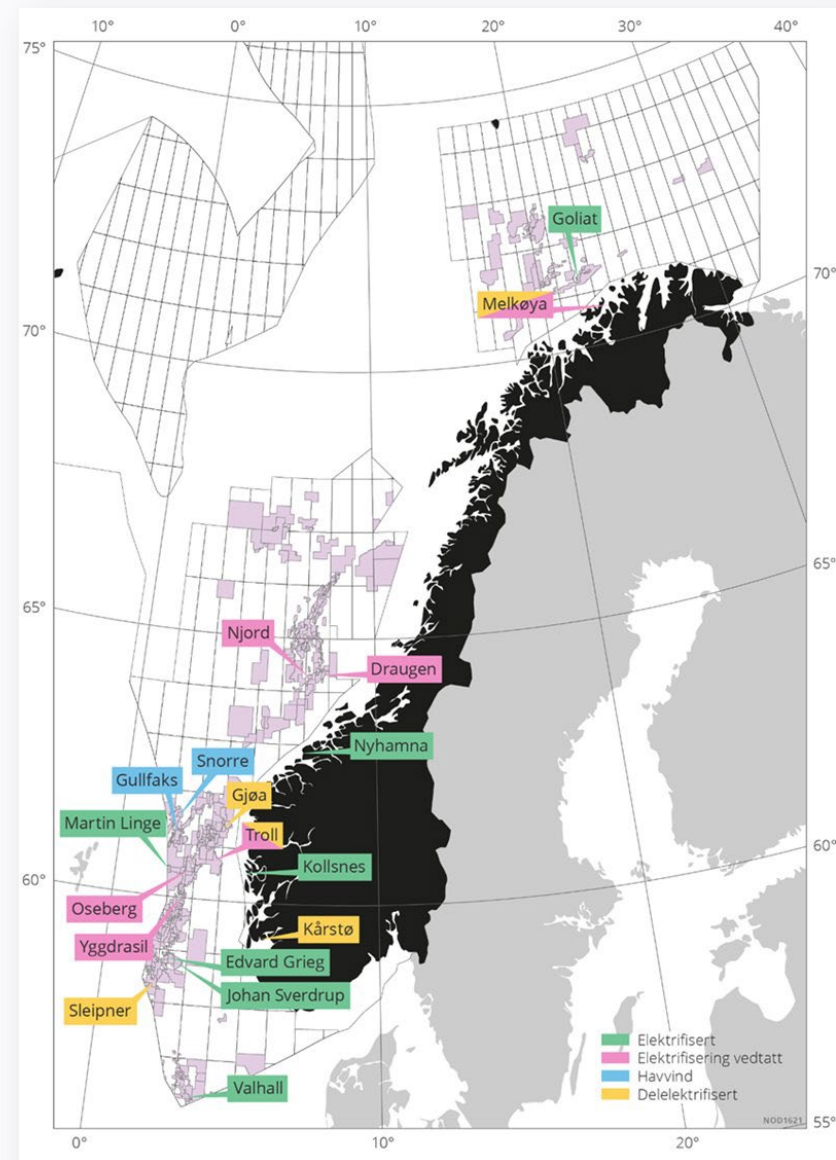 10°
0°
10°
20°
30°
40°
75°
70°
65°
60°
70°
65°
60°
55°
0°
10°
20°
Goliat
Melkøya
Njord
Draugen
Nyhamna
Snorre
Gullfaks
Gjøa
Martin Linge
Troll
Kollsnes
Oseberg
Kårstø
Yggdrasil
Edvard Grieg
Johan Sverdrup
Sleipner
Valhall
Elektrifisert
Elektrifisering vedtatt
Havvind
Delelektrifisert
NOD1621